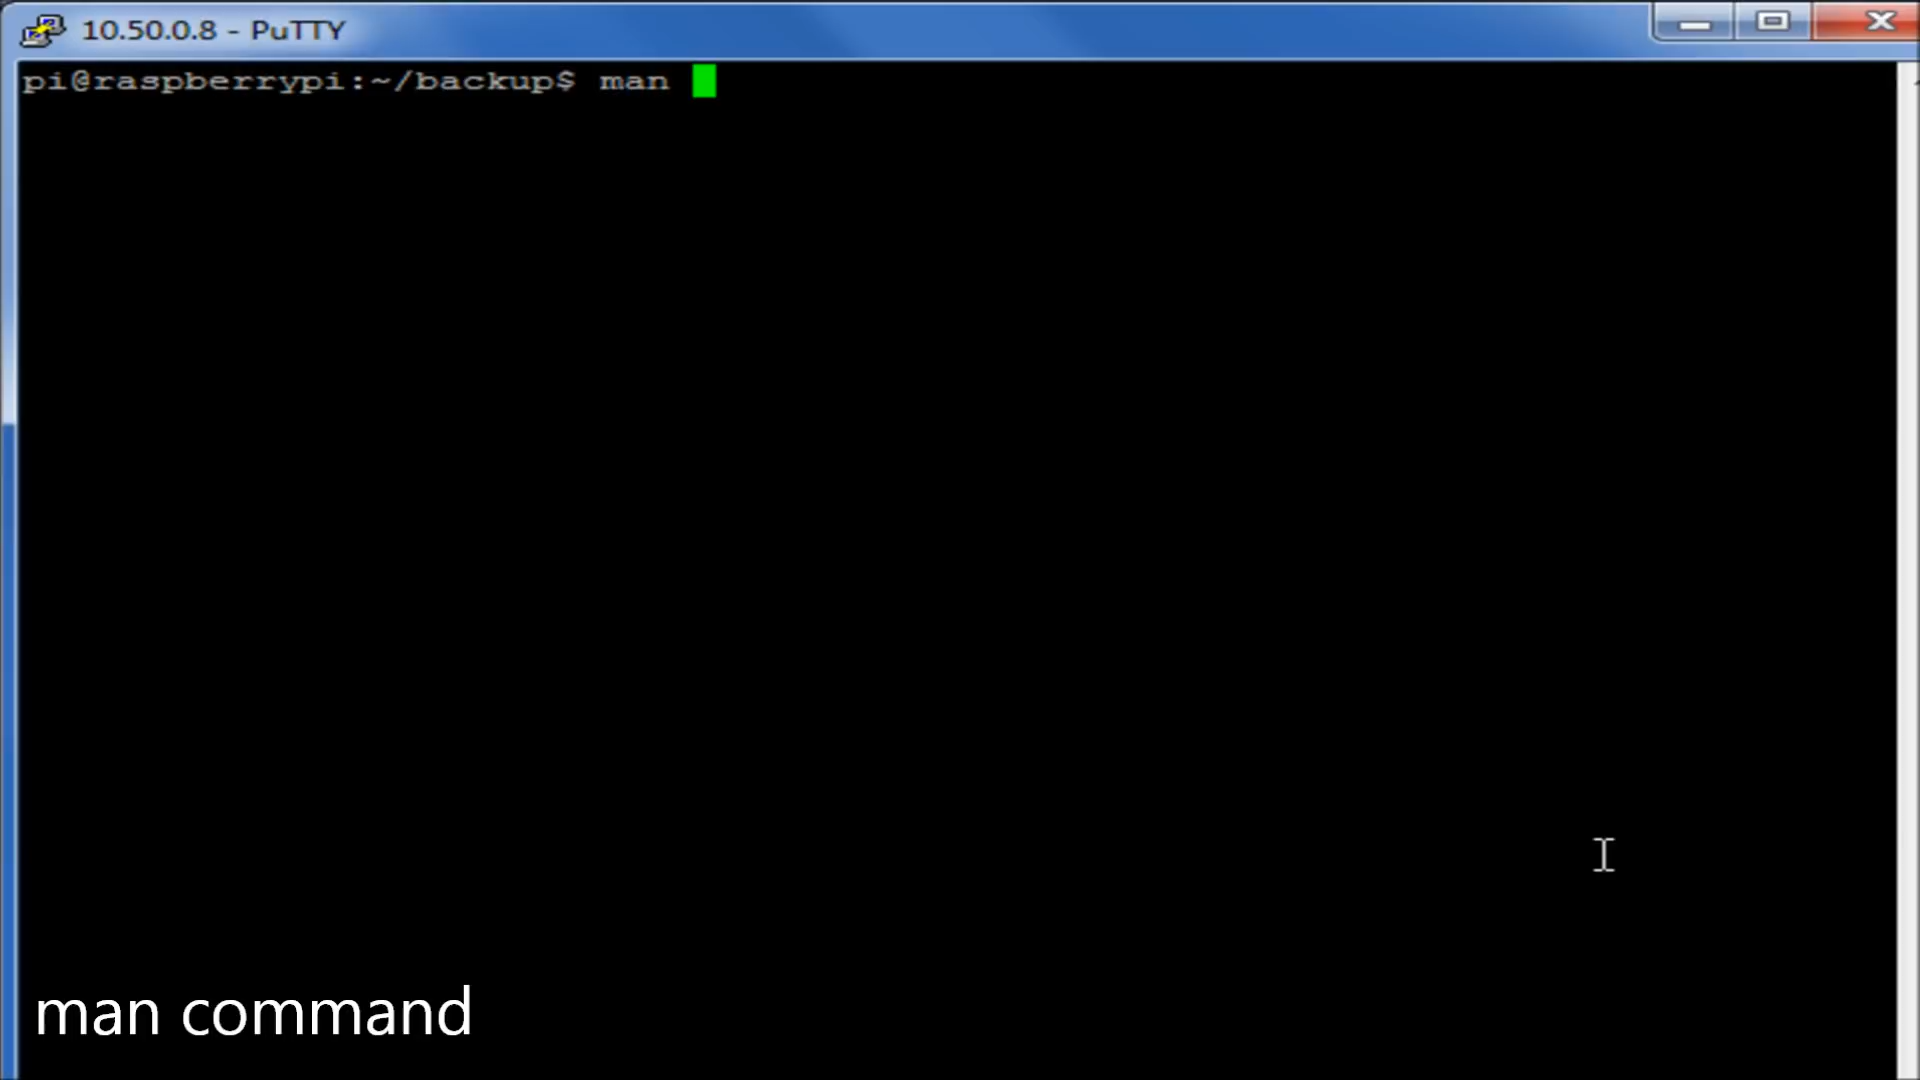 10.50.0.8 - PuTTY
pi@raspberrypi:~/backup$ man
man command